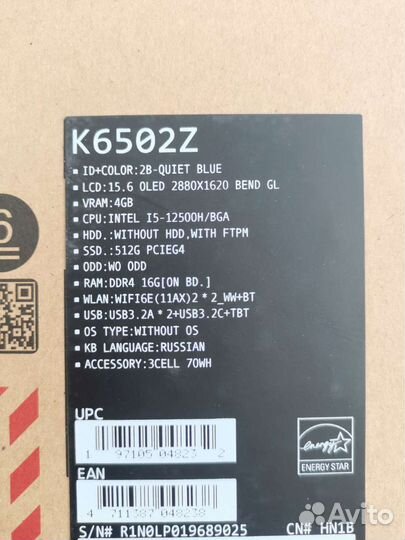 K6502Z
▪ ID+COLOR:2B-QUIET BLUE
▪ LCD:15.6 OLED 2880X1620 BEND GL
▪ VRAM:4GB
▪ CPU:INTEL I5-12500H/BGA
▪ HDD.:WITHOUT HDD,WITH FTPM
▪ SSD.:512G PCIEG4
▪ ODD:WO ODD
▪ RAM:DDR4 16G[ON BD.]
▪ WLAN:WIFI6E(11AX)2*2_WW+BT
▪ USB:USB3.2A*2+USB3.2C+TBT
▪ OS TYPE:WITHOUT OS
▪ KB LANGUAGE:RUSSIAN
▪ ACCESSORY:3CELL 70WH
UPC
1 97105 04823 2
EAN
4 711387 048238
energy
ENERGY STAR
S/N# R1N0LP019689025
CN# HN1B
6
Avito